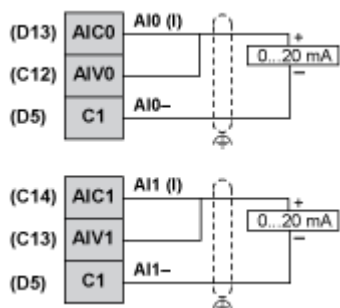 (D13) AIC0 AI0 (I) +
0...20 mA
(C12) AIV0 –
(D5) C1 AI0–
(C14) AIC1 AI1 (I) +
0...20 mA
(C13) AIV1 –
(D5) C1 AI1–